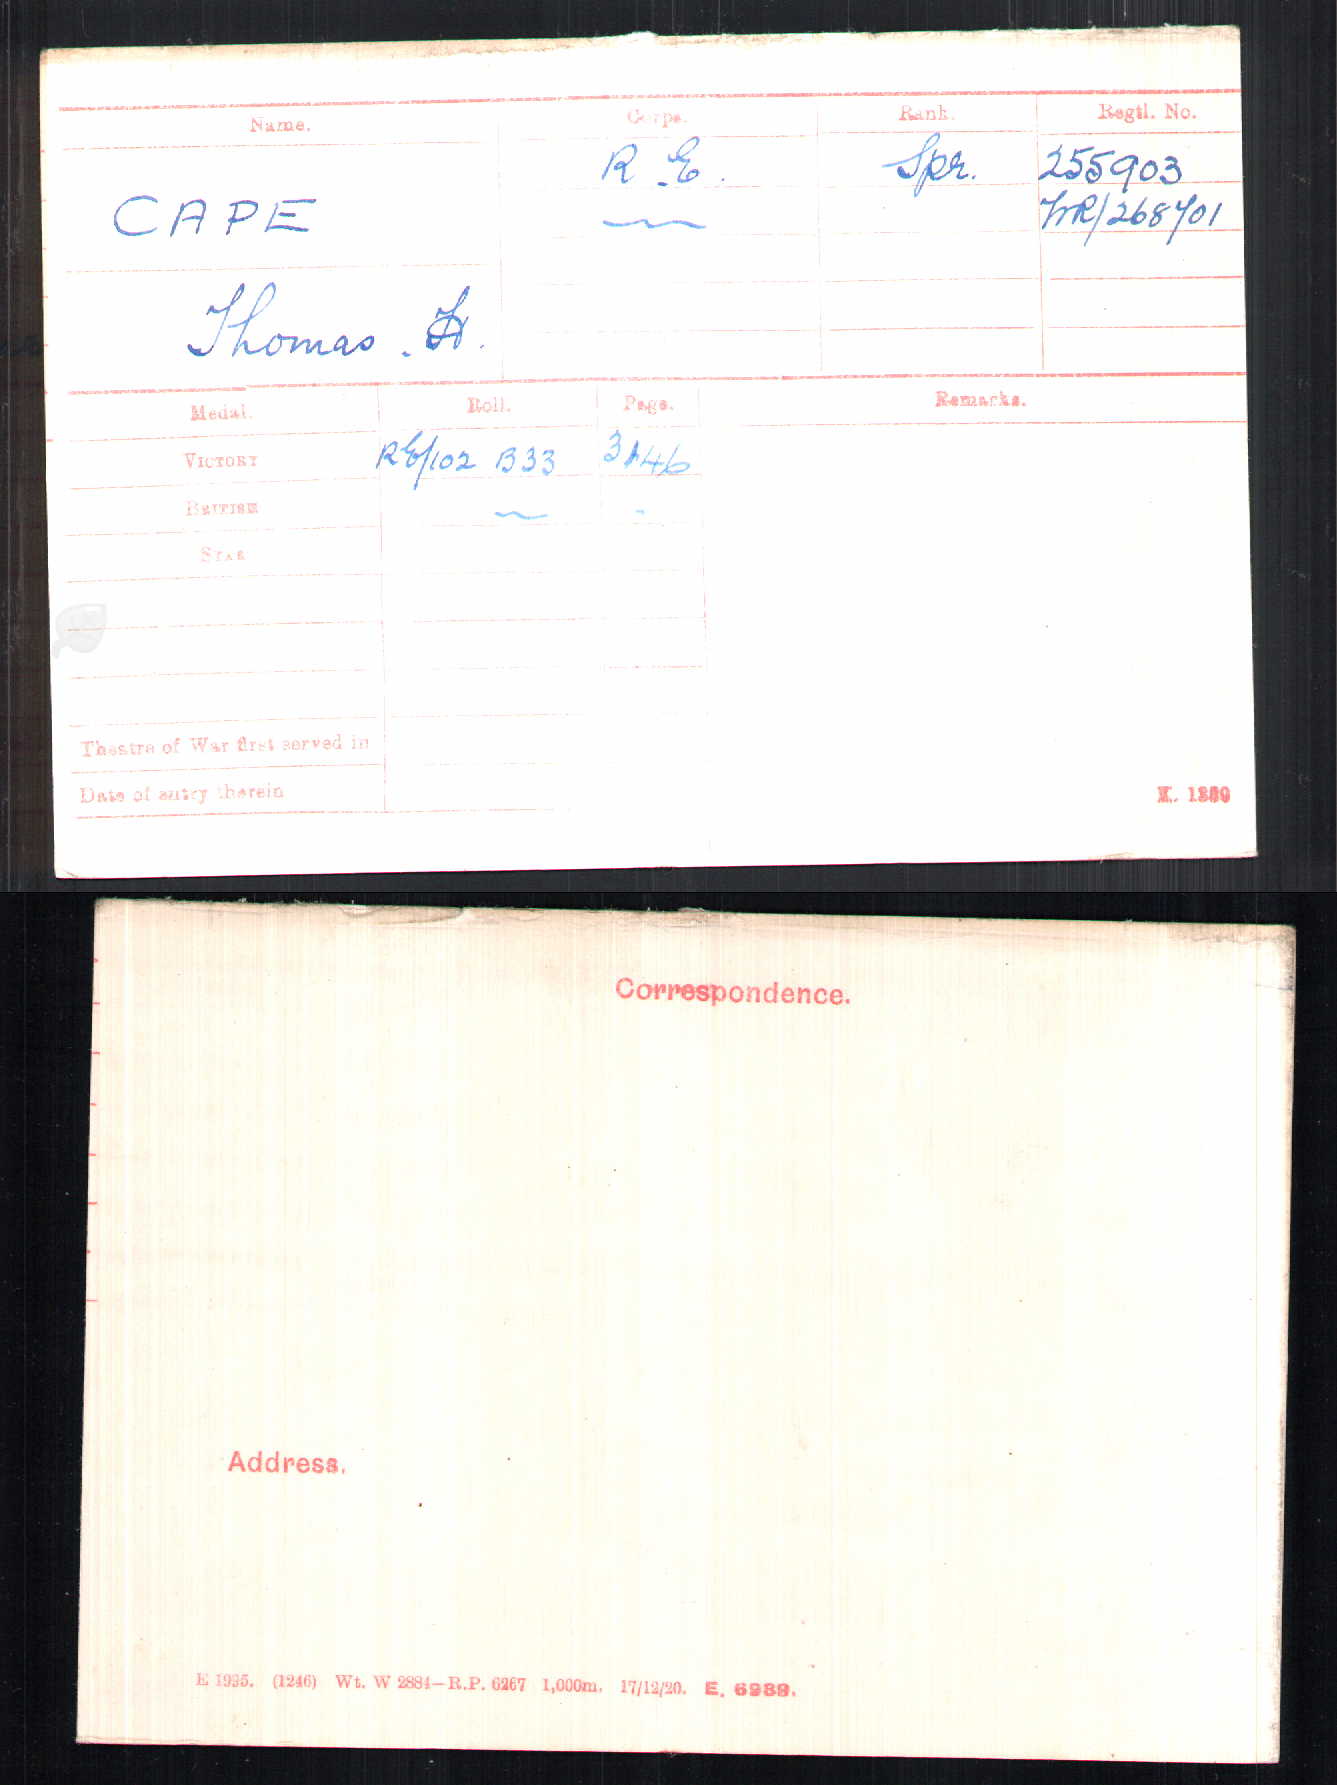 Name. Corps. Rank. Regtl. No.
R.E. Spr. 255903
CAPE WR/268701
Thomas. H.
Medal. Roll. Page. Remarks.
VICTORY RE/102 B33 3146
BRITISH
STAR
Theatre of War first served in
Date of entry therein
K. 1380
Correspondence.
Address.
E 1935. (1246) Wt. W 2884—R.P. 6267 1,000m. 17/12/20. E. 6988.